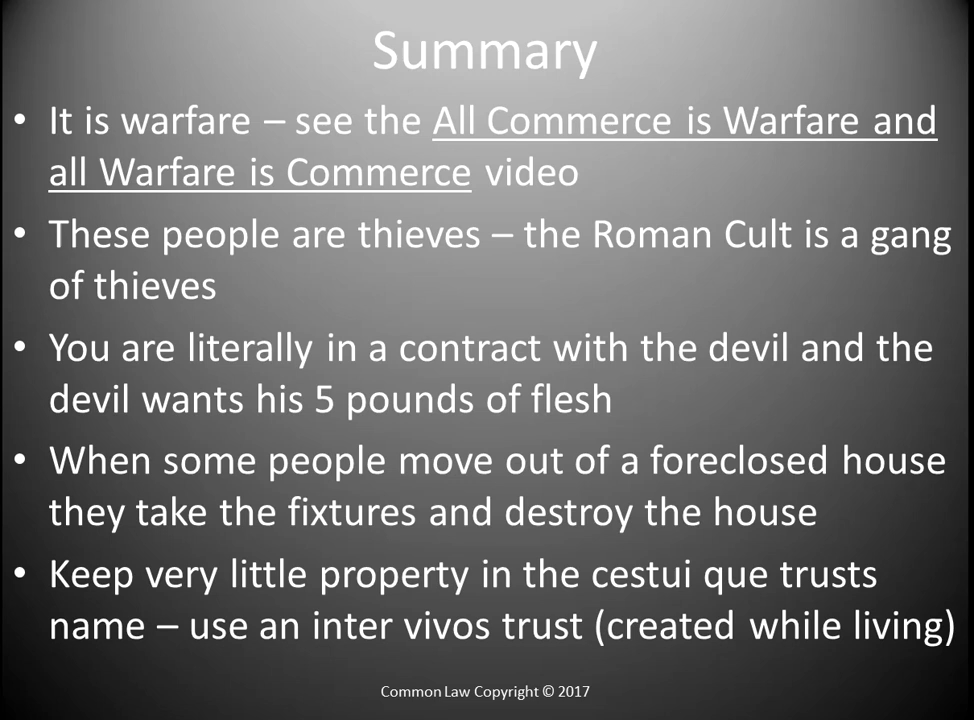 Summary
• It is warfare – see the All Commerce is Warfare and
all Warfare is Commerce video
• These people are thieves – the Roman Cult is a gang
of thieves
• You are literally in a contract with the devil and the
devil wants his 5 pounds of flesh
• When some people move out of a foreclosed house
they take the fixtures and destroy the house
• Keep very little property in the cestui que trusts
name – use an inter vivos trust (created while living)
Common Law Copyright © 2017